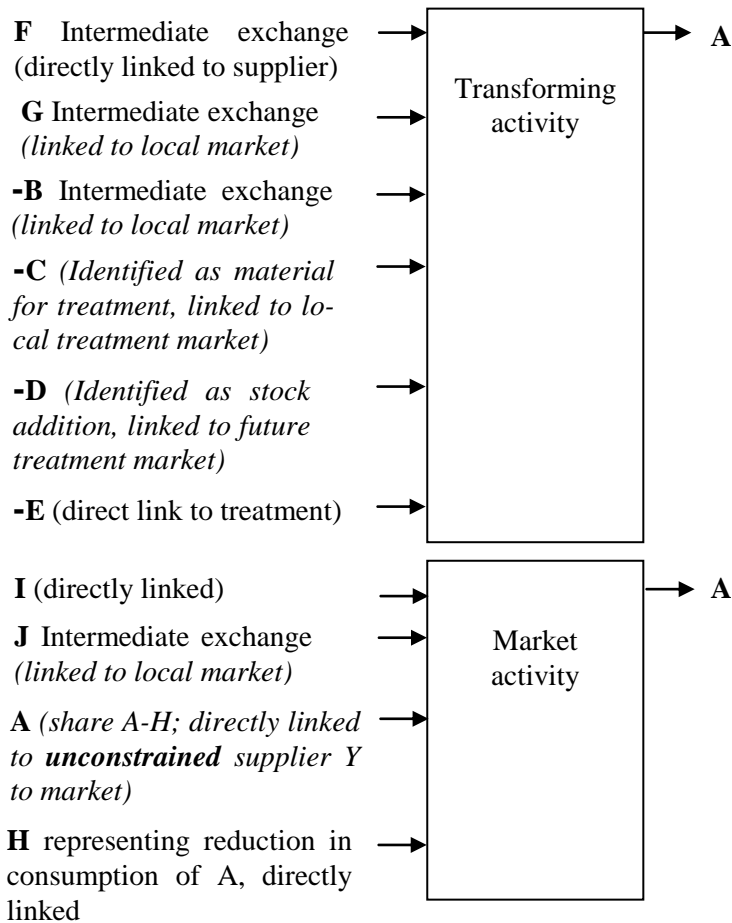 F Intermediate exchange
(directly linked to supplier)
A
Transforming
activity
G Intermediate exchange
(linked to local market)
-B Intermediate exchange
(linked to local market)
-C (Identified as material
for treatment, linked to lo-
cal treatment market)
-D (Identified as stock
addition, linked to future
treatment market)
-E (direct link to treatment)
I (directly linked)
A
J Intermediate exchange
(linked to local market)
Market
activity
A (share A-H; directly linked
to unconstrained supplier Y
to market)
H representing reduction in
consumption of A, directly
linked